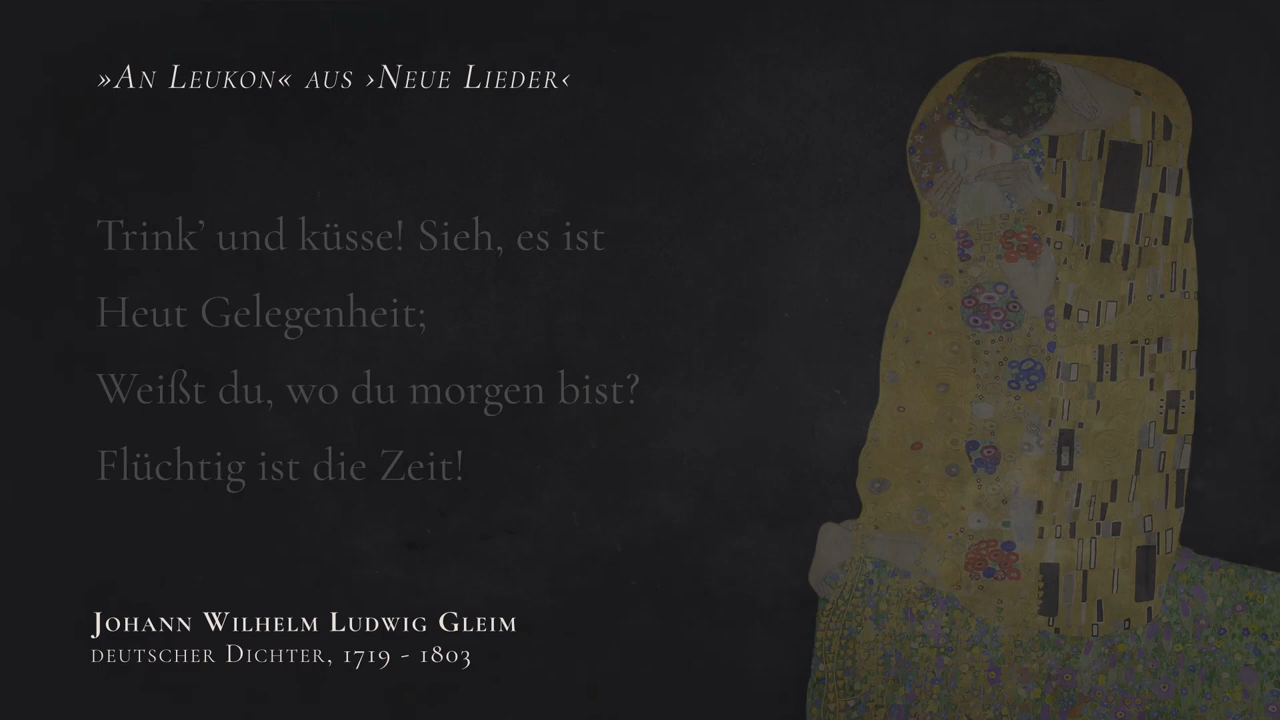 »An Leukon« aus ›Neue Lieder‹
Trink’ und küsse! Sieh, es ist
Heut Gelegenheit;
Weißt du, wo du morgen bist?
Flüchtig ist die Zeit!
Johann Wilhelm Ludwig Gleim
deutscher Dichter, 1719 - 1803